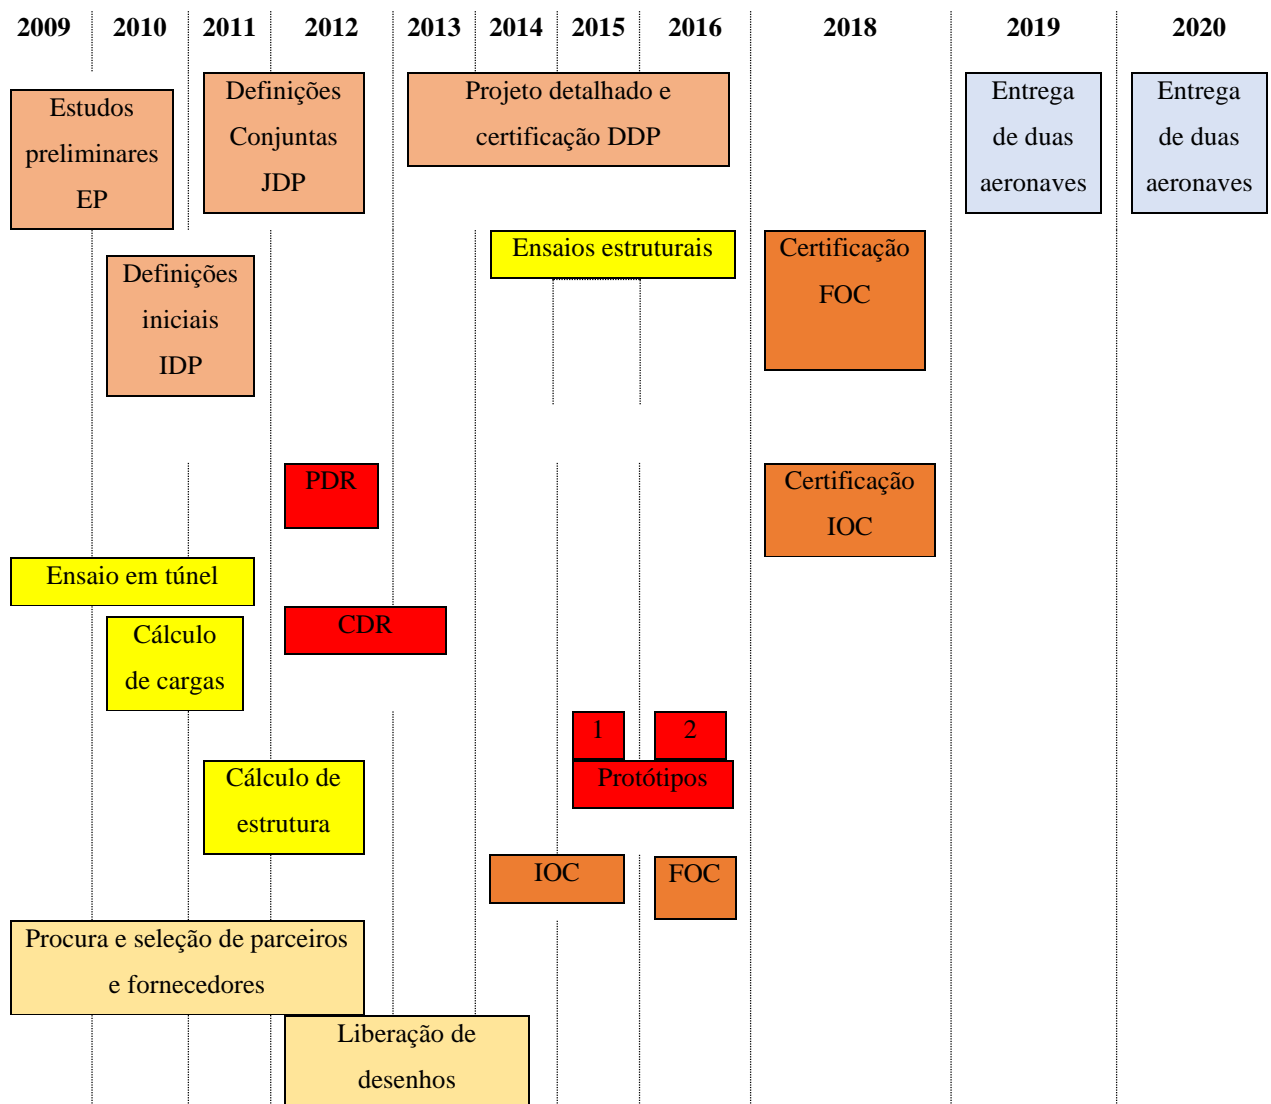 2009 2010 2011 2012 2013 2014 2015 2016 2018 2019 2020
Estudos
preliminares
EP
Definições
Conjuntas
JDP
Projeto detalhado e
certificação DDP
Entrega
de duas
aeronaves
Entrega
de duas
aeronaves
Definições
iniciais
IDP
Ensaios estruturais
Certificação
FOC
PDR
Certificação
IOC
Ensaio em túnel
Cálculo
de cargas
CDR
1
2
Protótipos
Cálculo de
estrutura
IOC
FOC
Procura e seleção de parceiros
e fornecedores
Liberação de
desenhos